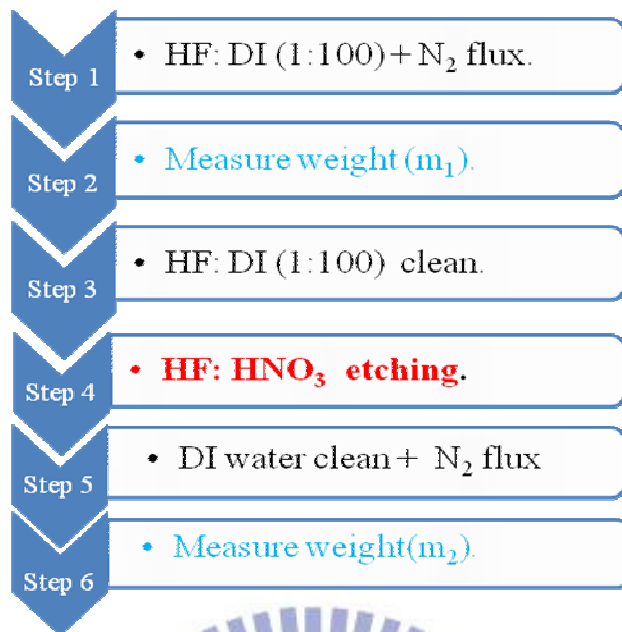 Step 1
• HF: DI (1:100)+ N₂ flux.
Step 2
• Measure weight (m₁).
Step 3
• HF: DI (1:100) clean.
Step 4
• HF: HNO₃ etching.
Step 5
• DI water clean+ N₂ flux
Step 6
• Measure weight(m₂).